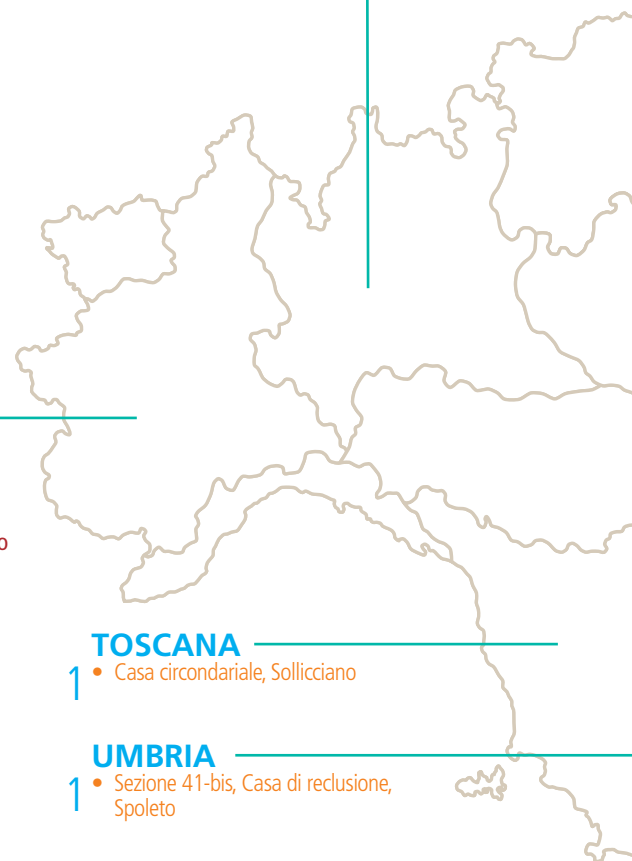 o
TOSCANA
1 • Casa circondariale, Sollicciano
UMBRIA
1 • Sezione 41-bis, Casa di reclusione,
Spoleto